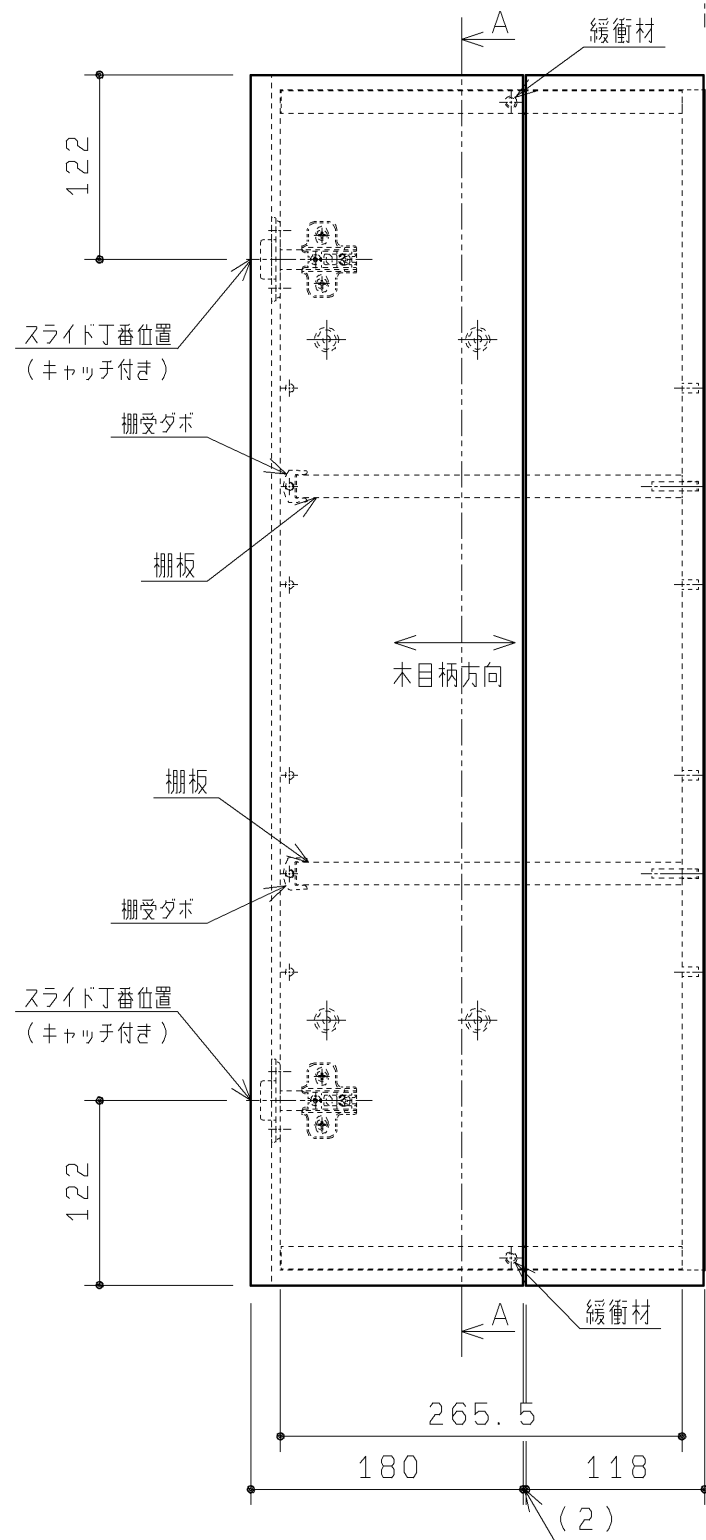 A
緩衝材
122
スライド丁番位置
(キャッチ付き)
棚受ダボ
棚板
木目柄方向
棚板
棚受ダボ
スライド丁番位置
(キャッチ付き)
122
A
緩衝材
265.5
180
118
(2)